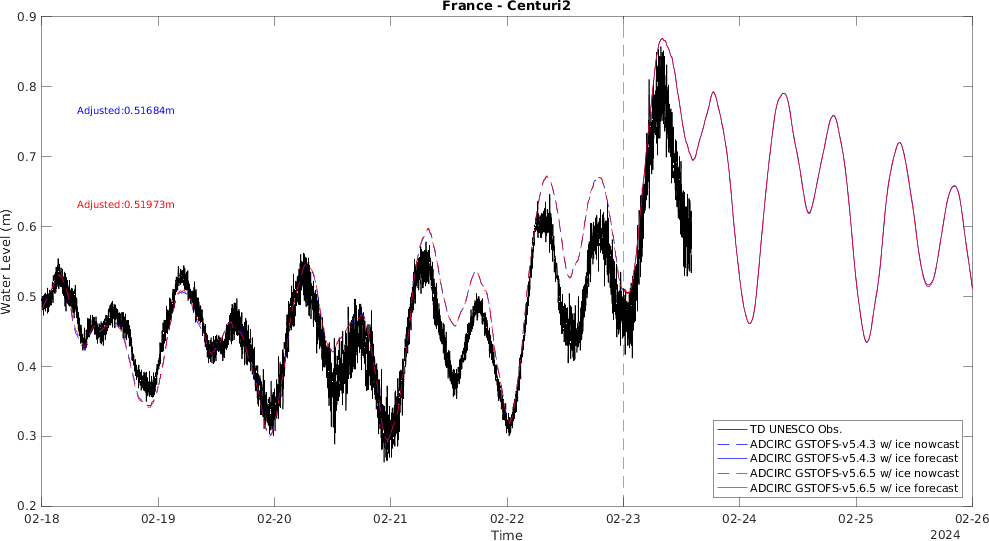 France - Centuri2
0.9
0.8
0.7
0.6
0.5
0.4
0.3
0.2
Water Level (m)
Adjusted:0.51684m
Adjusted:0.51973m
TD UNESCO Obs.
ADCIRC GSTOFS-v5.4.3 w/ ice nowcast
ADCIRC GSTOFS-v5.4.3 w/ ice forecast
ADCIRC GSTOFS-v5.6.5 w/ ice nowcast
ADCIRC GSTOFS-v5.6.5 w/ ice forecast
02-18 02-19 02-20 02-21 02-22 02-23 02-24 02-25 02-26
Time
2024